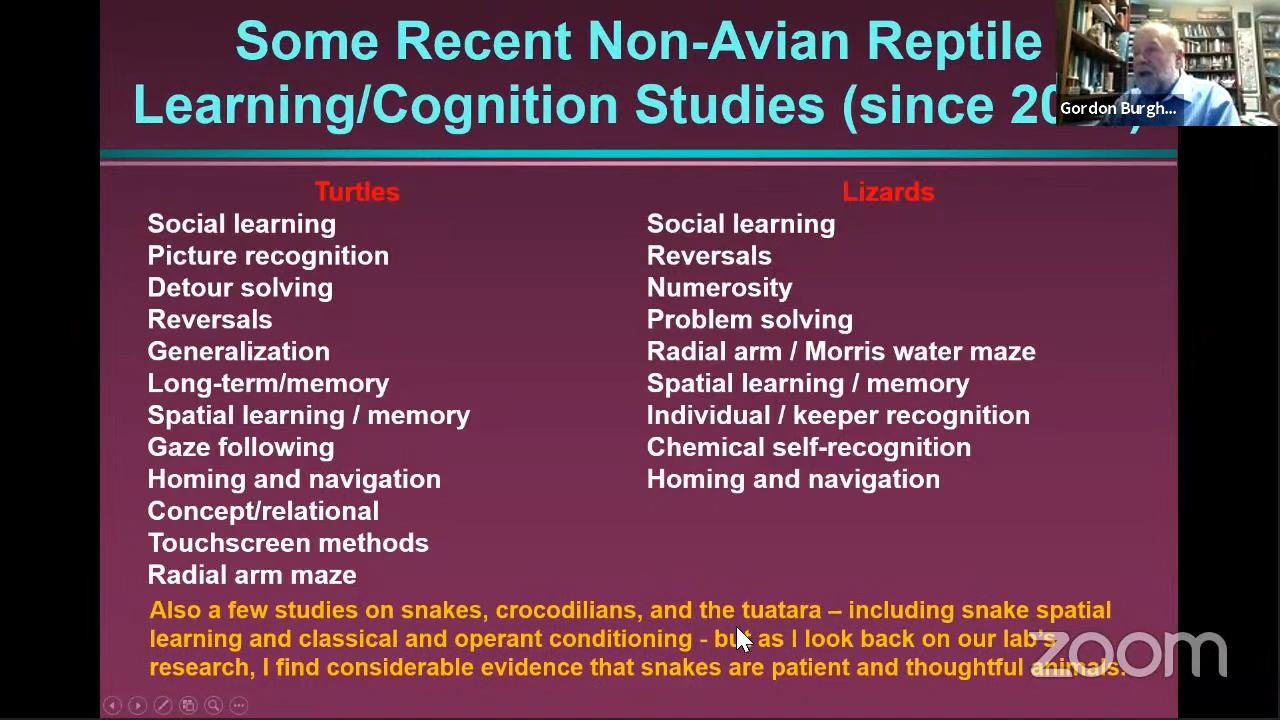 Some Recent Non-Avian Reptile
Learning/Cognition Studies (since 20
Gordon Burgh...
Turtles
Social learning
Picture recognition
Detour solving
Reversals
Generalization
Long-term/memory
Spatial learning / memory
Gaze following
Homing and navigation
Concept/relational
Touchscreen methods
Radial arm maze
Lizards
Social learning
Reversals
Numerosity
Problem solving
Radial arm / Morris water maze
Spatial learning / memory
Individual / keeper recognition
Chemical self-recognition
Homing and navigation
Also a few studies on snakes, crocodilians, and the tuatara – including snake spatial
learning and classical and operant conditioning - but as I look back on our lab's
research, I find considerable evidence that snakes are patient and thoughtful animals.
zoom